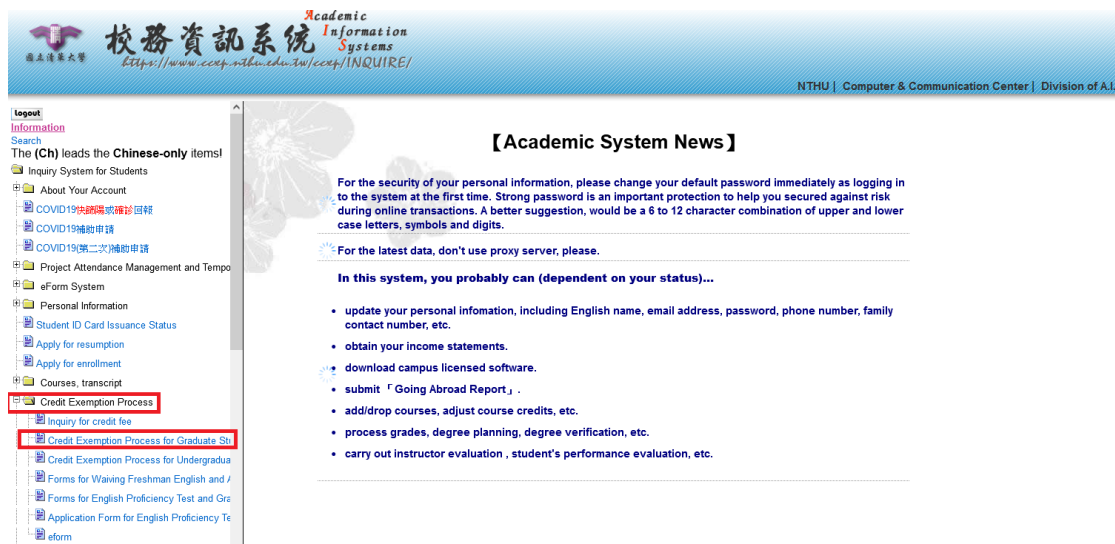 國立清華大學
校務資訊系統
Academic
Information
Systems
https://www.ccxp.nthu.edu.tw/ccxp/INQUIRE/
NTHU | Computer & Communication Center | Division of A.I.
Logout
Information
Search
The (Ch) leads the Chinese-only items!
Inquiry System for Students
About Your Account
COVID19快篩陽或確診回報
COVID19補助申請
COVID19(第二次)補助申請
Project Attendance Management and Tempo
eForm System
Personal Information
Student ID Card Issuance Status
Apply for resumption
Apply for enrollment
Courses, transcript
Credit Exemption Process
Inquiry for credit fee
Credit Exemption Process for Graduate Stu
Credit Exemption Process for Undergradua
Forms for Waiving Freshman English and A
Forms for English Proficiency Test and Gra
Application Form for English Proficiency Te
eform
【Academic System News】
For the security of your personal information, please change your default password immediately as logging in
to the system at the first time. Strong password is an important protection to help you secured against risk
during online transactions. A better suggestion, would be a 6 to 12 character combination of upper and lower
case letters, symbols and digits.
For the latest data, don't use proxy server, please.
In this system, you probably can (dependent on your status)...
• update your personal infomation, including English name, email address, password, phone number, family
contact number, etc.
• obtain your income statements.
• download campus licensed software.
• submit「Going Abroad Report」.
• add/drop courses, adjust course credits, etc.
• process grades, degree planning, degree verification, etc.
• carry out instructor evaluation , student's performance evaluation, etc.